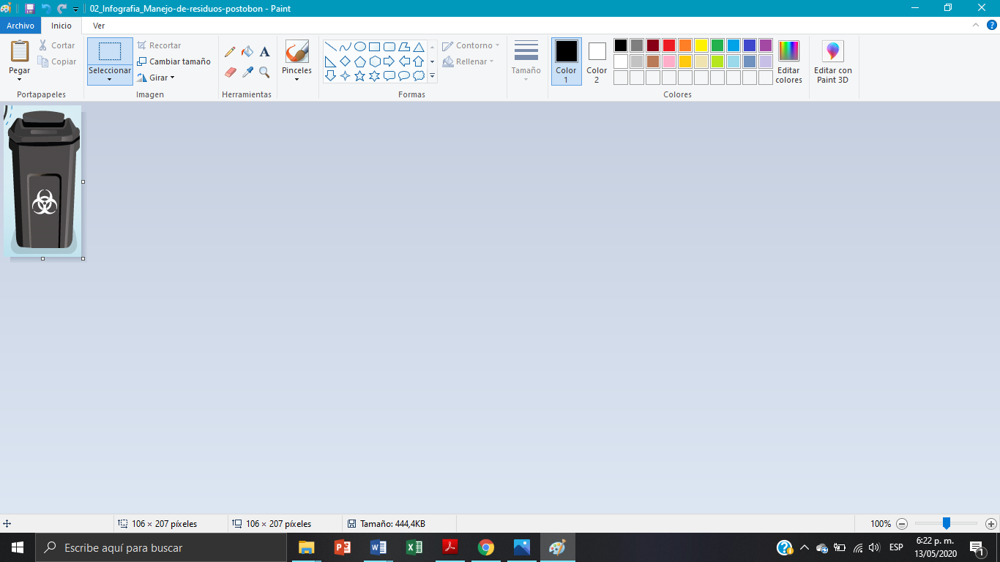 02_Infografia_Manejo-de-residuos-postobon - Paint
Archivo
Inicio
Ver
Pegar
Cortar
Copiar
Portapapeles
Seleccionar
Recortar
Cambiar tamaño
Girar
Imagen
A
Herramientas
Pinceles
Contorno
Rellenar
Formas
Tamaño
Color
1
Color
2
Editar
colores
Colores
Editar con
Paint 3D
106 × 207 píxeles
106 × 207 píxeles
Tamaño: 444,4KB
100%
Escribe aquí para buscar
ESP
6:22 p. m.
13/05/2020
1